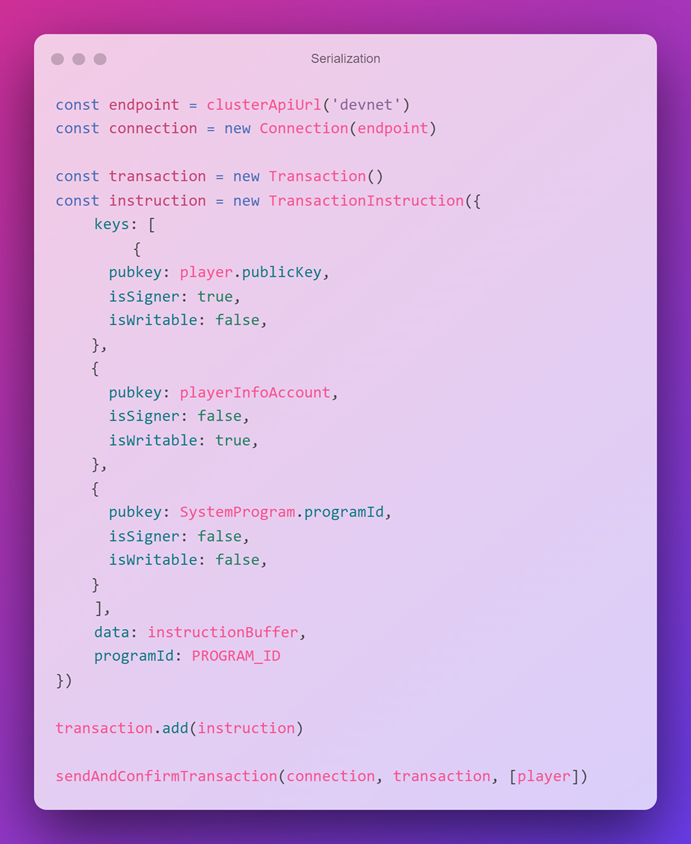 Serialization
const endpoint = clusterApiUrl('devnet')
const connection = new Connection(endpoint)
const transaction = new Transaction()
const instruction = new TransactionInstruction({
keys: [
{
pubkey: player.publicKey,
isSigner: true,
isWritable: false,
},
{
pubkey: playerInfoAccount,
isSigner: false,
isWritable: true,
},
{
pubkey: SystemProgram.programId,
isSigner: false,
isWritable: false,
}
],
data: instructionBuffer,
programId: PROGRAM_ID
})
transaction.add(instruction)
sendAndConfirmTransaction(connection, transaction, [player])